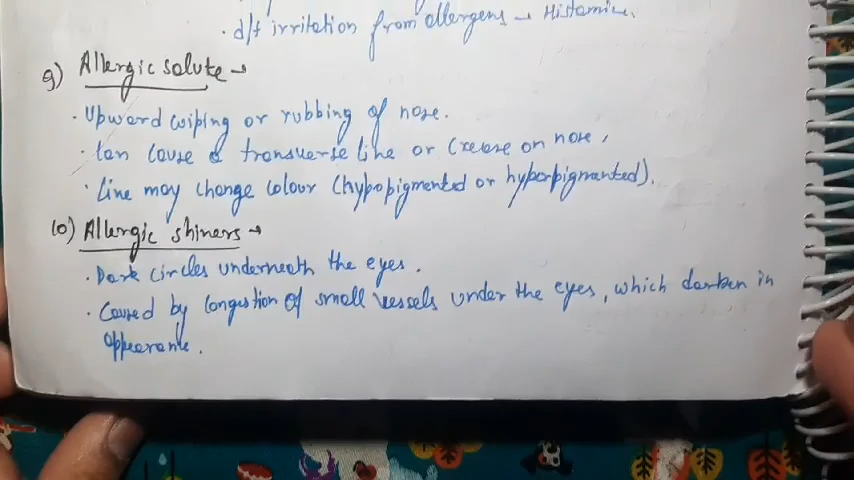 . d/t irritation from allergens → Histamine.
9) Allergic salute →
. Upward wiping or rubbing of nose.
. Can cause a transverse line or crease on nose.
. Line may change colour (hypopigmented or hyperpigmented).
10) Allergic shiners →
. Dark circles underneath the eyes.
. Caused by congestion of small vessels under the eyes, which darken in
appearance.